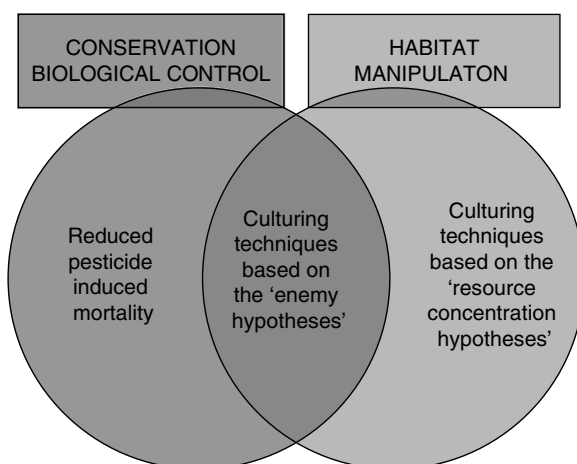 CONSERVATION
BIOLOGICAL CONTROL
HABITAT
MANIPULATON
Reduced
pesticide
induced
mortality
Culturing
techniques
based on
the ‘enemy
hypotheses’
Culturing
techniques
based on the
‘resource
concentration
hypotheses’